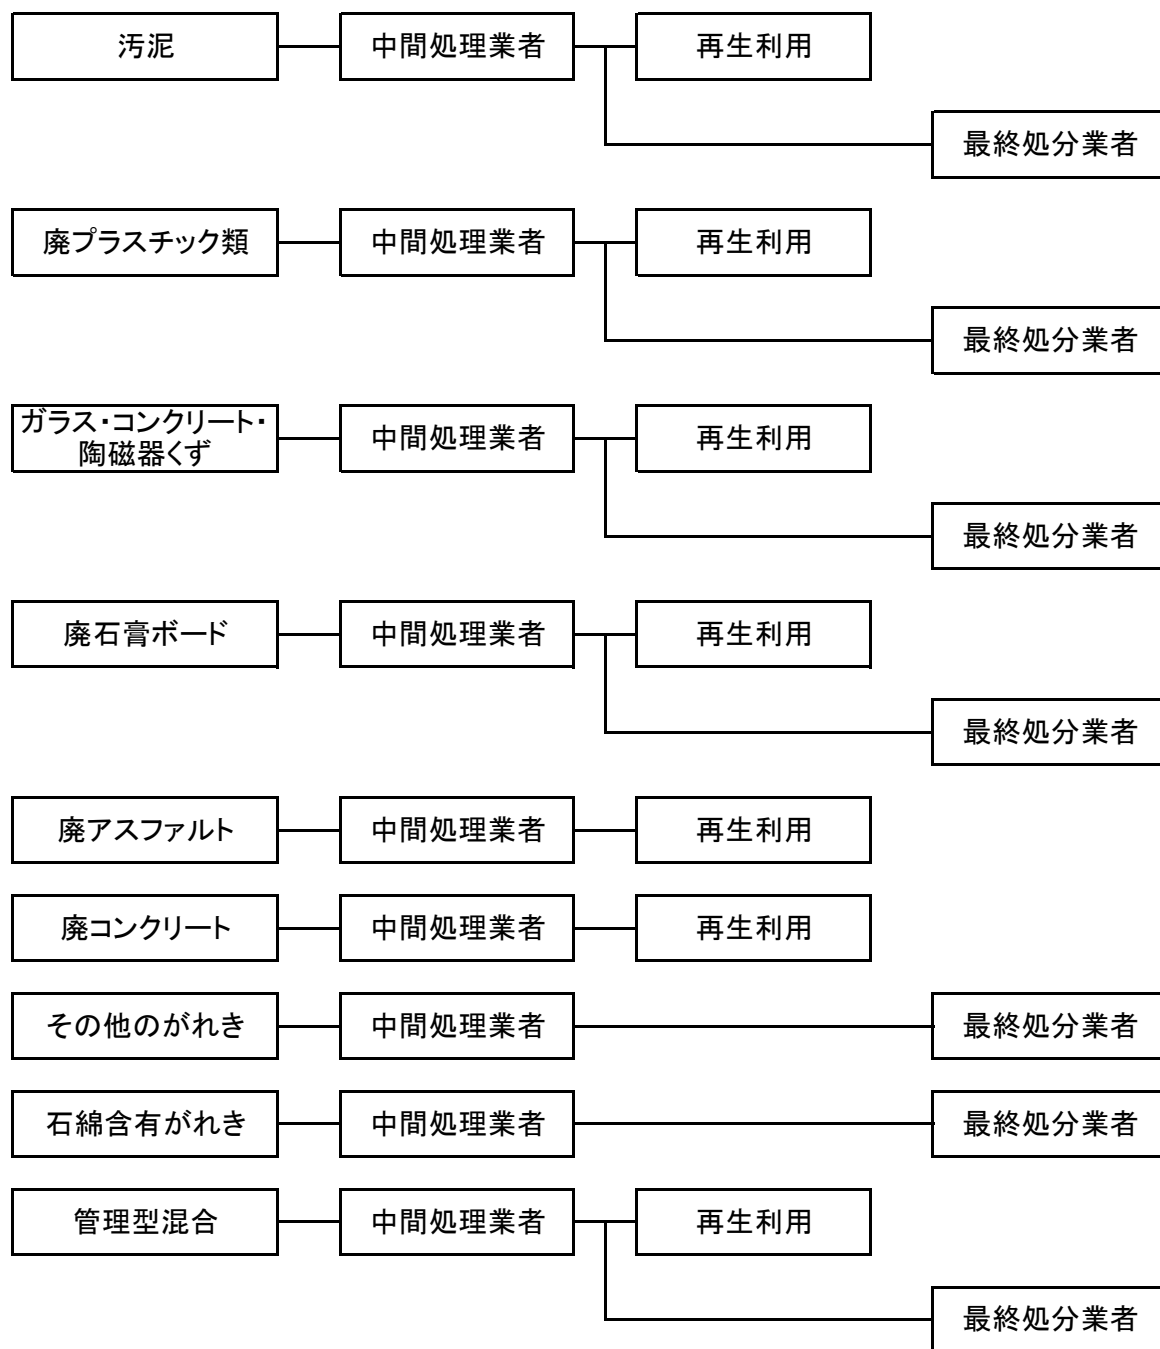 汚泥
中間処理業者
再生利用
最終処分業者
廃プラスチック類
中間処理業者
再生利用
最終処分業者
ガラス・コンクリート・
陶磁器くず
中間処理業者
再生利用
最終処分業者
廃石膏ボード
中間処理業者
再生利用
最終処分業者
廃アスファルト
中間処理業者
再生利用
廃コンクリート
中間処理業者
再生利用
その他のがれき
中間処理業者
最終処分業者
石綿含有がれき
中間処理業者
最終処分業者
管理型混合
中間処理業者
再生利用
最終処分業者